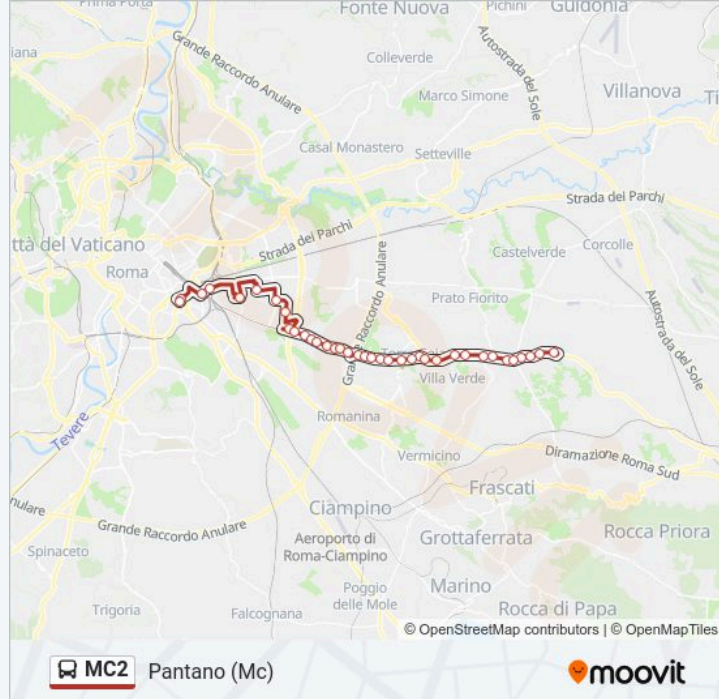 Prima Porta
Fonte Nuova
Pichini
Guidonia
Grande Raccordo Anulare
Colleverde
Autostrada del Sole
Villanova
Marco Simone
Casal Monastero
Setteville
Strada dei Parchi
ttà del Vaticano
Strada dei Parchi
Castelverde
Corcolle
Roma
Prato Fiorito
Grande Raccordo Anulare
Autostrada del Sole
Villa Verde
Romanina
Tevere
Vermicino
Diramazione Roma Sud
Frascati
Ciampino
nulare
Grande Raccordo Anulare
Grottaferrata
Rocca Priora
Spinaceto
Aeroporto di
Roma-Ciampino
Marino
Poggio
delle Mole
Trigoria
Falcognana
Rocca di Papa
© OpenStreetMap contributors | © OpenMapTiles
MC2 Pantano (Mc)
moovit